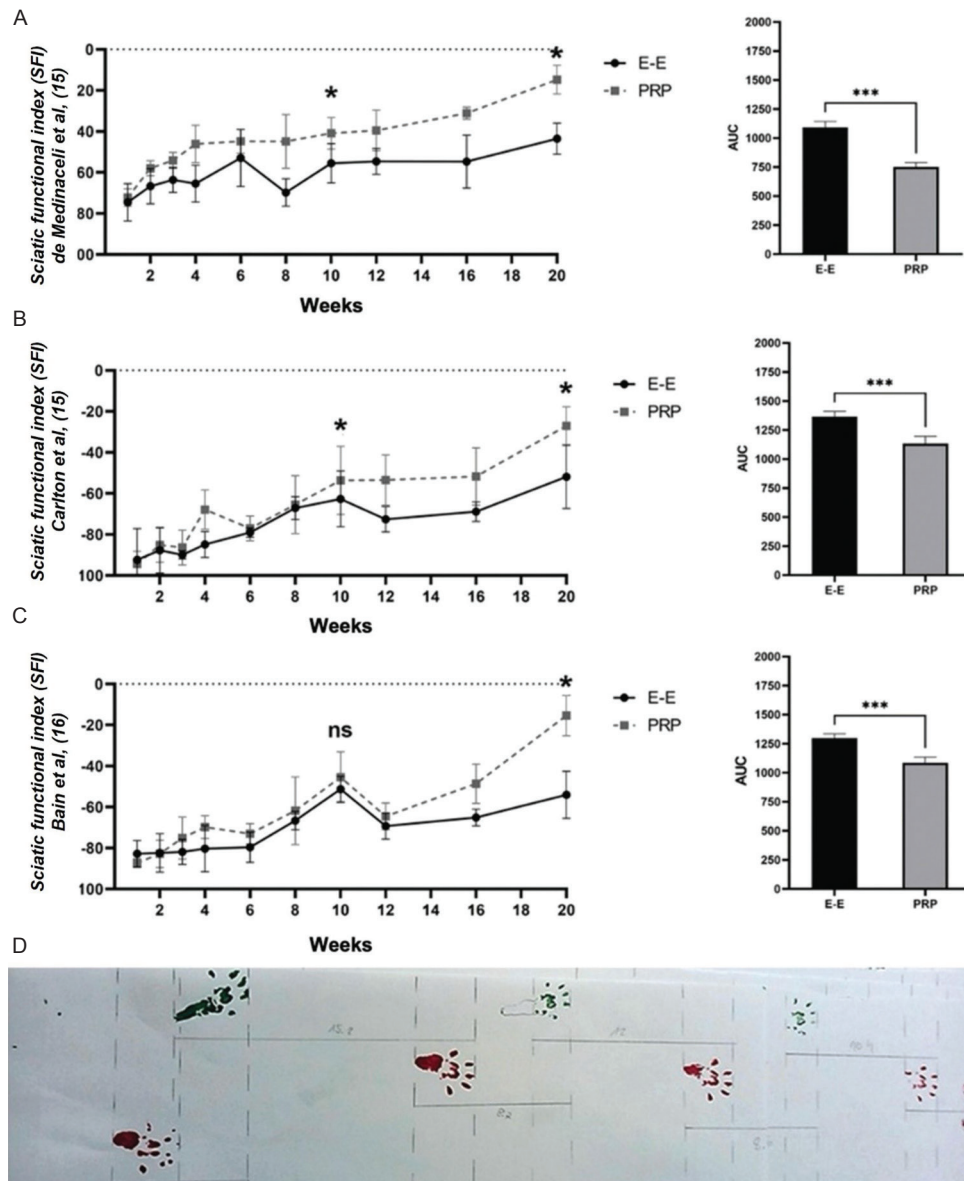 A
Sciatic functional index (SFI)
de Medinaceli et al, (15)
0
20
40
60
80
00
2 4 6 8 10 12 14 16 18 20
Weeks
*
*
E-E
PRP
AUC
2000
1750
1500
1250
1000
750
500
250
0
***
E-E PRP
B
Sciatic functional index (SFI)
Carlton et al, (15)
0
-20
-40
-60
-80
100
2 4 6 8 10 12 14 16 18 20
Weeks
*
*
E-E
PRP
AUC
2000
1750
1500
1250
1000
750
500
250
0
***
E-E PRP
C
Sciatic functional index (SFI)
Bain et al, (16)
0
-20
-40
-60
-80
100
2 4 6 8 10 12 14 16 18 20
Weeks
ns
*
E-E
PRP
AUC
2000
1750
1500
1250
1000
750
500
250
0
***
E-E PRP
D
12
8.2